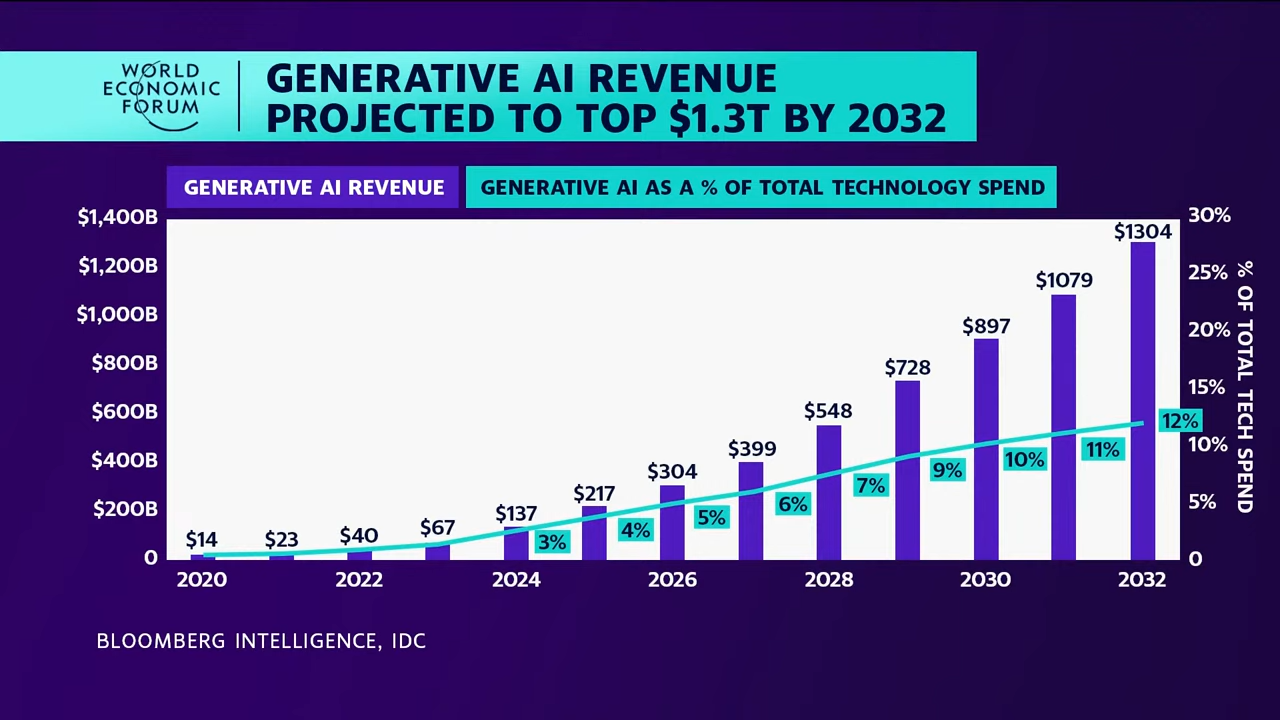 WORLD
ECONOMIC
FORUM
GENERATIVE AI REVENUE
PROJECTED TO TOP $1.3T BY 2032
GENERATIVE AI REVENUE
GENERATIVE AI AS A % OF TOTAL TECHNOLOGY SPEND
$1,400B
$1,200B
$1,000B
$800B
$600B
$400B
$200B
0
$14
$23
$40
$67
$137
$217
$304
$399
$548
$728
$897
$1079
$1304
3%
4%
5%
6%
7%
9%
10%
11%
12%
30%
25%
20%
15%
10%
5%
0
% OF TOTAL TECH SPEND
2020 2022 2024 2026 2028 2030 2032
BLOOMBERG INTELLIGENCE, IDC